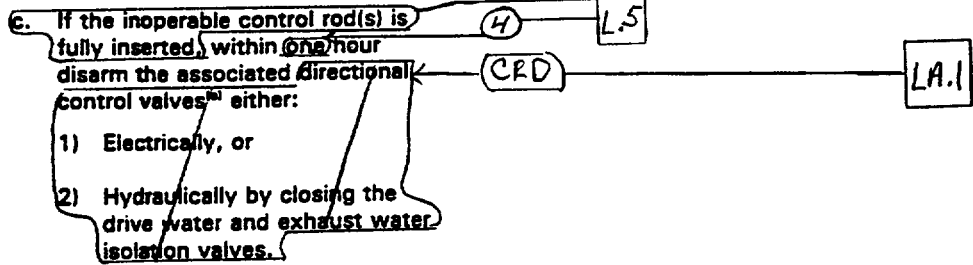 c. If the inoperable control rod(s) is
fully inserted, within one hour
disarm the associated directional
control valves[b] either:
1) Electrically, or
2) Hydraulically by closing the
drive water and exhaust water
isolation valves.
4
L.5
CRD
LA.1